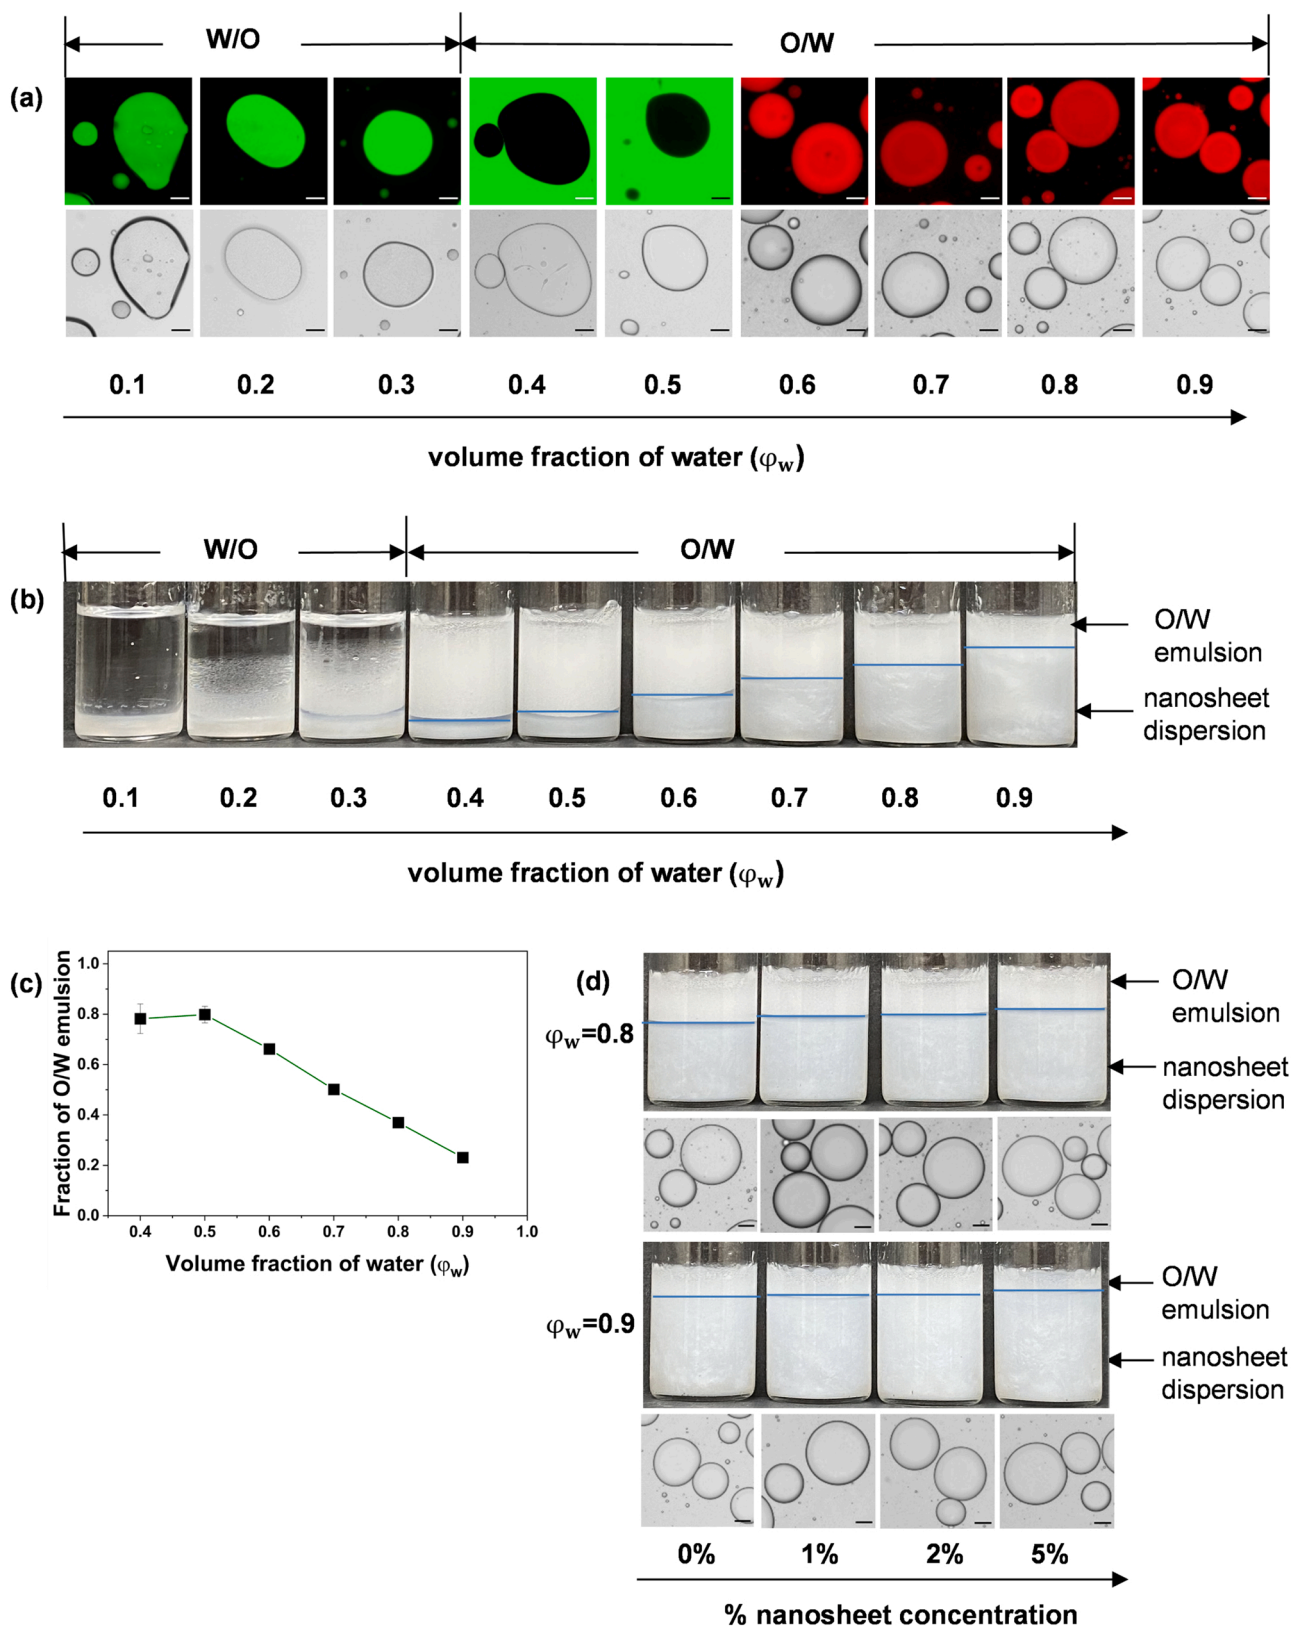 W/O O/W
(a)
0.1 0.2 0.3 0.4 0.5 0.6 0.7 0.8 0.9
volume fraction of water (φw)
W/O O/W
(b)
O/W
emulsion
nanosheet
dispersion
0.1 0.2 0.3 0.4 0.5 0.6 0.7 0.8 0.9
volume fraction of water (φw)
(c)
Fraction of O/W emulsion
1.0
0.8
0.6
0.4
0.2
0.0
0.4 0.5 0.6 0.7 0.8 0.9 1.0
Volume fraction of water (φw)
(d)
φw=0.8
O/W
emulsion
nanosheet
dispersion
φw=0.9
O/W
emulsion
nanosheet
dispersion
0% 1% 2% 5%
% nanosheet concentration